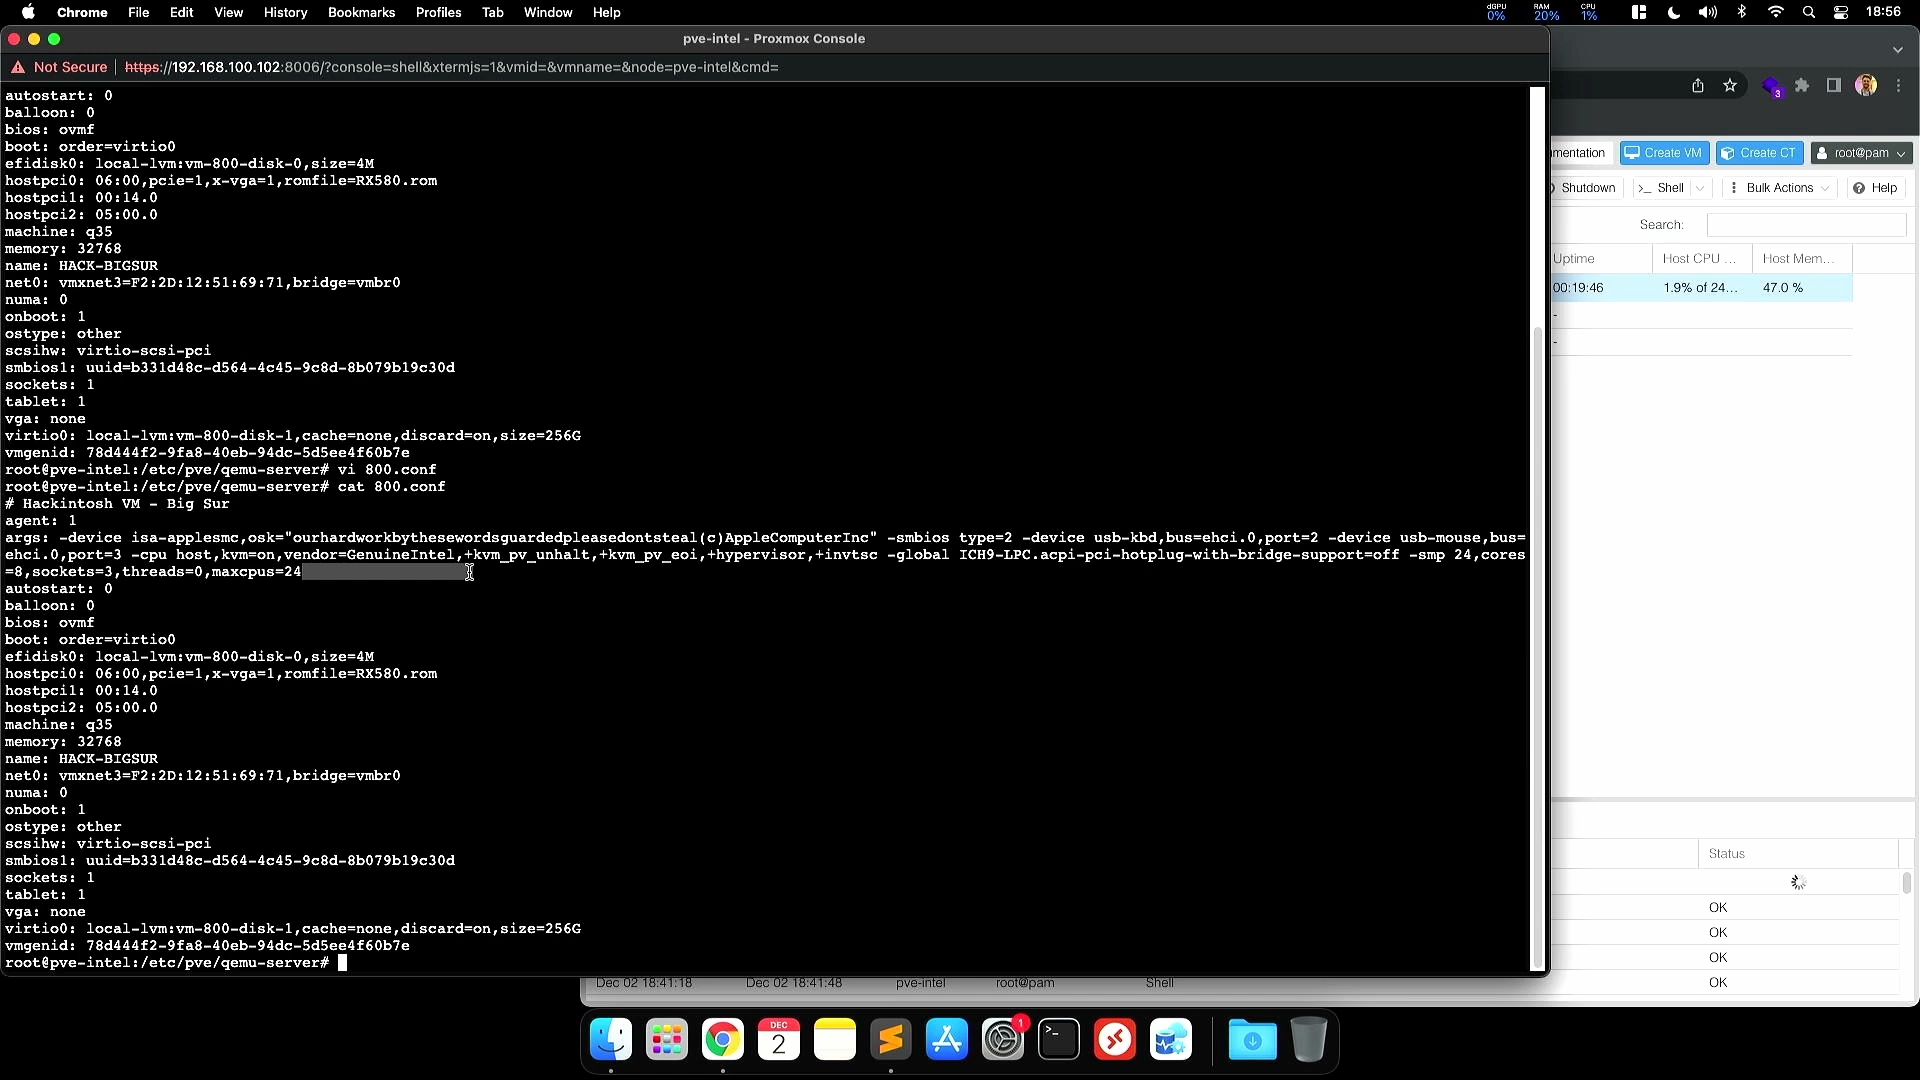 Chrome File Edit View History Bookmarks Profiles Tab Window Help
dGPU 0% RAM 20% CPU 1% 18:56
pve-intel - Proxmox Console
Not Secure | https://192.168.100.102:8006/?console=shell&xtermjs=1&vmid=&vmname=&node=pve-intel&cmd=
autostart: 0
balloon: 0
bios: ovmf
boot: order=virtio0
efidisk0: local-lvm:vm-800-disk-0,size=4M
hostpci0: 06:00,pcie=1,x-vga=1,romfile=RX580.rom
hostpci1: 00:14.0
hostpci2: 05:00.0
machine: q35
memory: 32768
name: HACK-BIGSUR
net0: vmxnet3=F2:2D:12:51:69:71,bridge=vmbr0
numa: 0
onboot: 1
ostype: other
scsihw: virtio-scsi-pci
smbios1: uuid=b331d48c-d564-4c45-9c8d-8b079b19c30d
sockets: 1
tablet: 1
vga: none
virtio0: local-lvm:vm-800-disk-1,cache=none,discard=on,size=256G
vmgenid: 78d444f2-9fa8-40eb-94dc-5d5ee4f60b7e
root@pve-intel:/etc/pve/qemu-server# vi 800.conf
root@pve-intel:/etc/pve/qemu-server# cat 800.conf
# Hackintosh VM - Big Sur
agent: 1
args: -device isa-applesmc,osk="ourhardworkbythesewordsguardedpleasedontsteal(c)AppleComputerInc" -smbios type=2 -device usb-kbd,bus=ehci.0,port=2 -device usb-mouse,bus=
ehci.0,port=3 -cpu host,kvm=on,vendor=GenuineIntel,+kvm_pv_unhalt,+kvm_pv_eoi,+hypervisor,+invtsc -global ICH9-LPC.acpi-pci-hotplug-with-bridge-support=off -smp 24,cores
=8,sockets=3,threads=0,maxcpus=24
autostart: 0
balloon: 0
bios: ovmf
boot: order=virtio0
efidisk0: local-lvm:vm-800-disk-0,size=4M
hostpci0: 06:00,pcie=1,x-vga=1,romfile=RX580.rom
hostpci1: 00:14.0
hostpci2: 05:00.0
machine: q35
memory: 32768
name: HACK-BIGSUR
net0: vmxnet3=F2:2D:12:51:69:71,bridge=vmbr0
numa: 0
onboot: 1
ostype: other
scsihw: virtio-scsi-pci
smbios1: uuid=b331d48c-d564-4c45-9c8d-8b079b19c30d
sockets: 1
tablet: 1
vga: none
virtio0: local-lvm:vm-800-disk-1,cache=none,discard=on,size=256G
vmgenid: 78d444f2-9fa8-40eb-94dc-5d5ee4f60b7e
root@pve-intel:/etc/pve/qemu-server#
3
mentation Create VM Create CT root@pam
Shutdown >_ Shell Bulk Actions Help
Search:
Uptime Host CPU ... Host Mem...
00:19:46 1.9% of 24... 47.0 %
-
-
Status
OK
OK
OK
Dec 02 18:41:18 Dec 02 18:41:48 pve-intel root@pam Shell OK
DEC
2
1